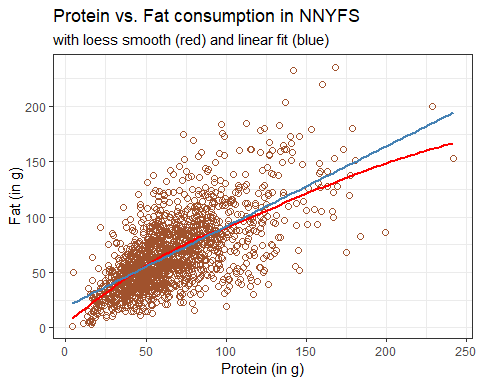 Protein vs. Fat consumption in NNYFS
with loess smooth (red) and linear fit (blue)
Fat (in g)
200
150
100
50
0
0 50 100 150 200 250
Protein (in g)